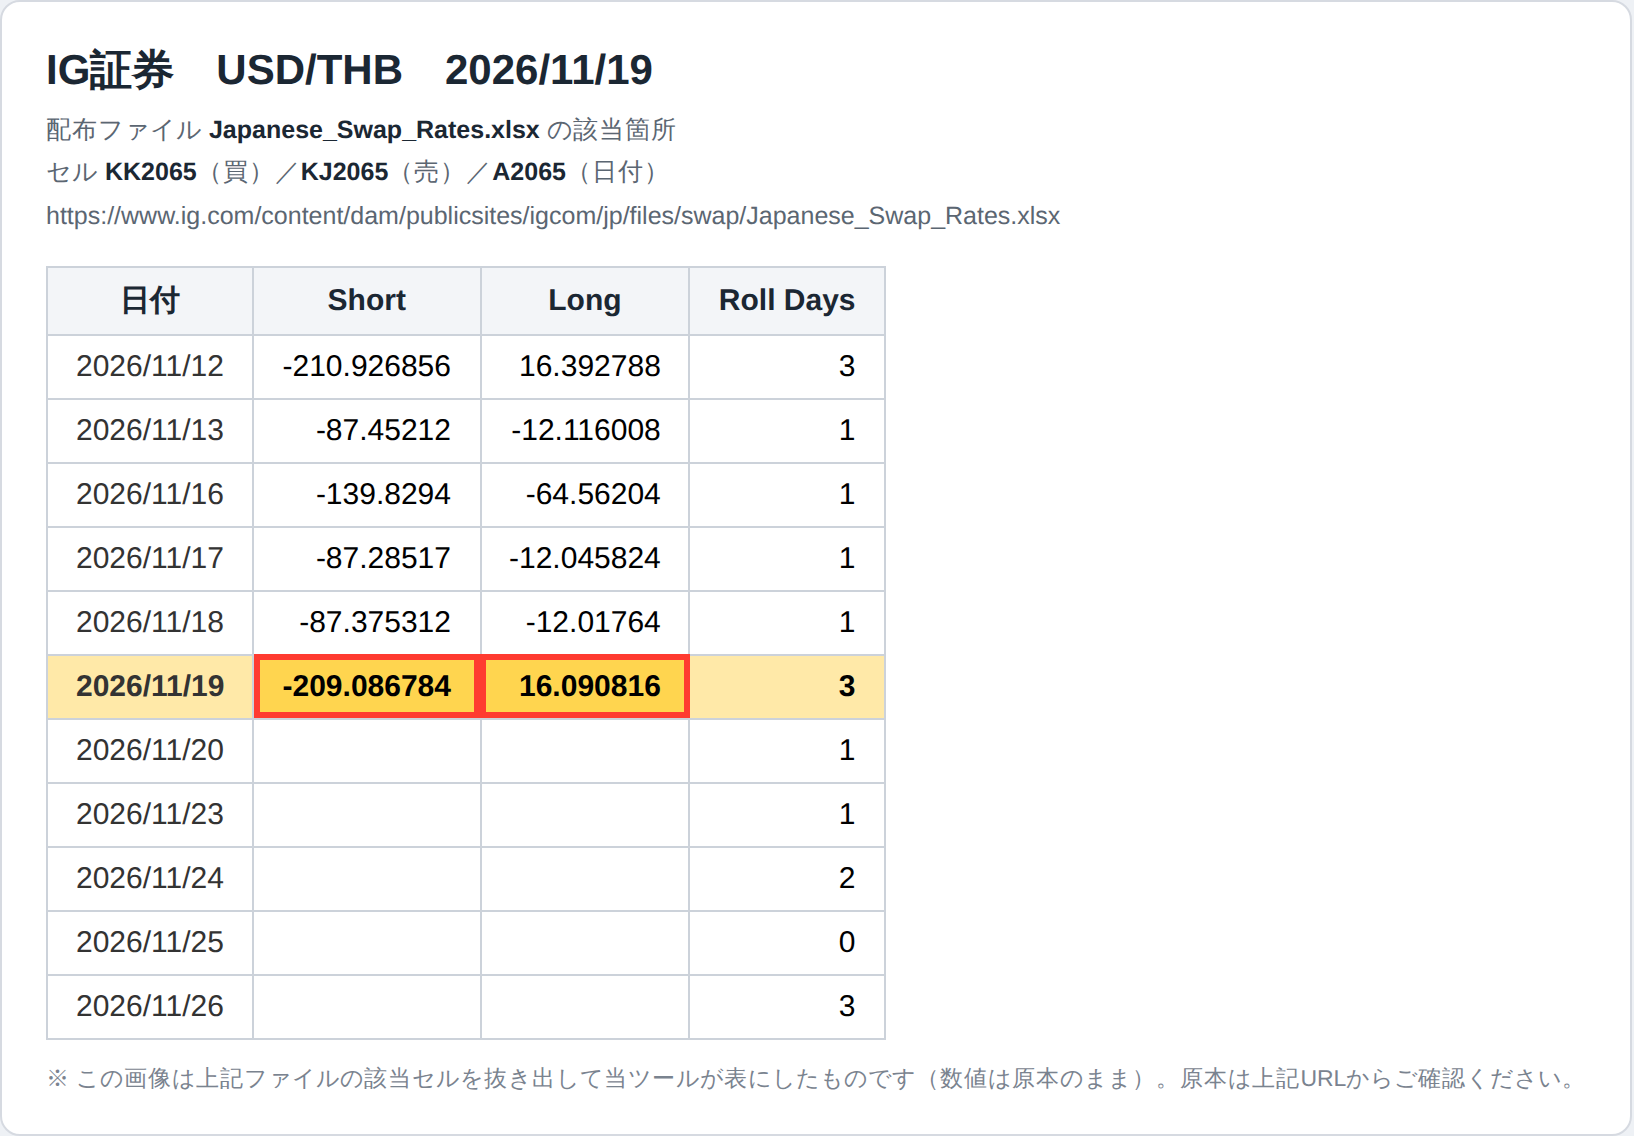 IG証券　USD/THB　2026/11/19
配布ファイル Japanese_Swap_Rates.xlsx の該当箇所
セル KK2065（買）／KJ2065（売）／A2065（日付）
https://www.ig.com/content/dam/publicsites/igcom/jp/files/swap/Japanese_Swap_Rates.xlsx
日付 Short Long Roll Days
2026/11/12 -210.926856 16.392788 3
2026/11/13 -87.45212 -12.116008 1
2026/11/16 -139.8294 -64.56204 1
2026/11/17 -87.28517 -12.045824 1
2026/11/18 -87.375312 -12.01764 1
2026/11/19 -209.086784 16.090816 3
2026/11/20 1
2026/11/23 1
2026/11/24 2
2026/11/25 0
2026/11/26 3
※ この画像は上記ファイルの該当セルを抜き出して当ツールが表にしたものです（数値は原本のまま）。原本は上記URLからご確認ください。